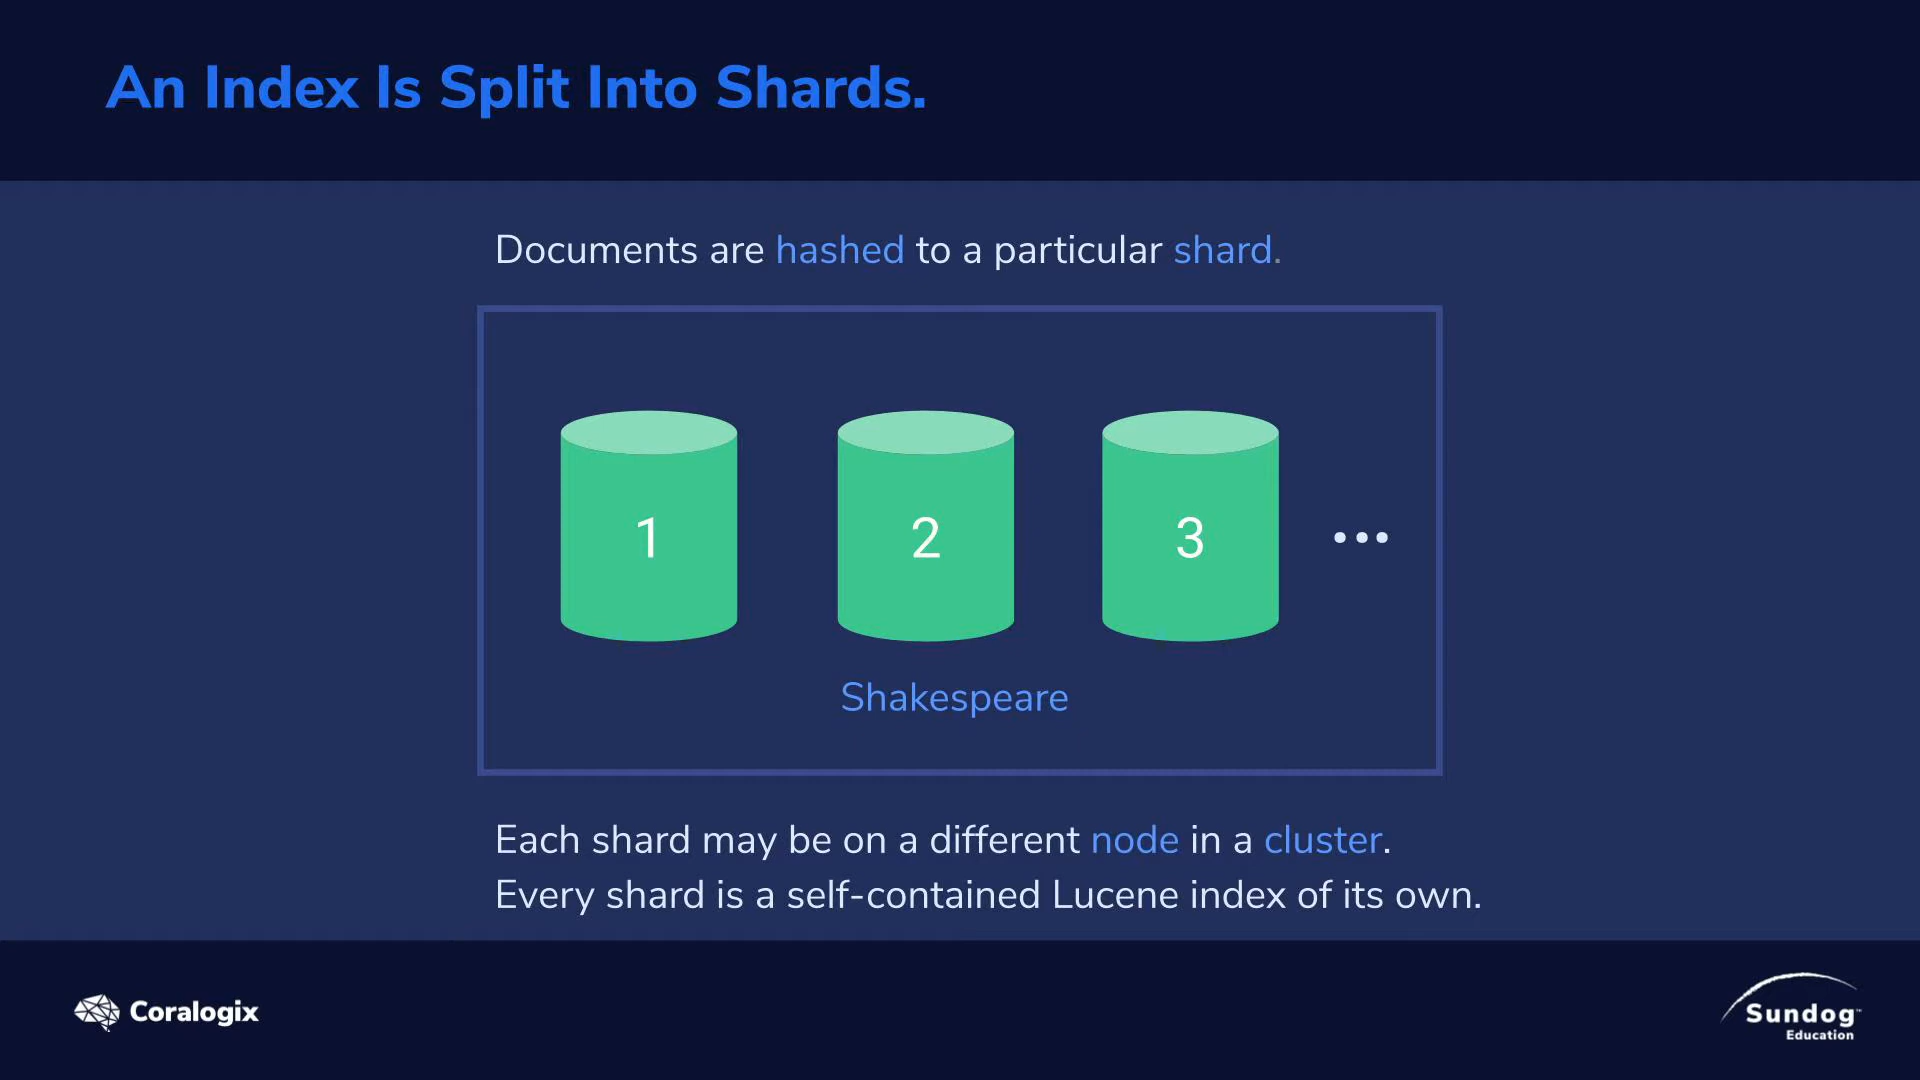 An Index Is Split Into Shards.
Documents are hashed to a particular shard.
1 2 3 ...
Shakespeare
Each shard may be on a different node in a cluster.
Every shard is a self-contained Lucene index of its own.
Coralogix
Sundog™
Education